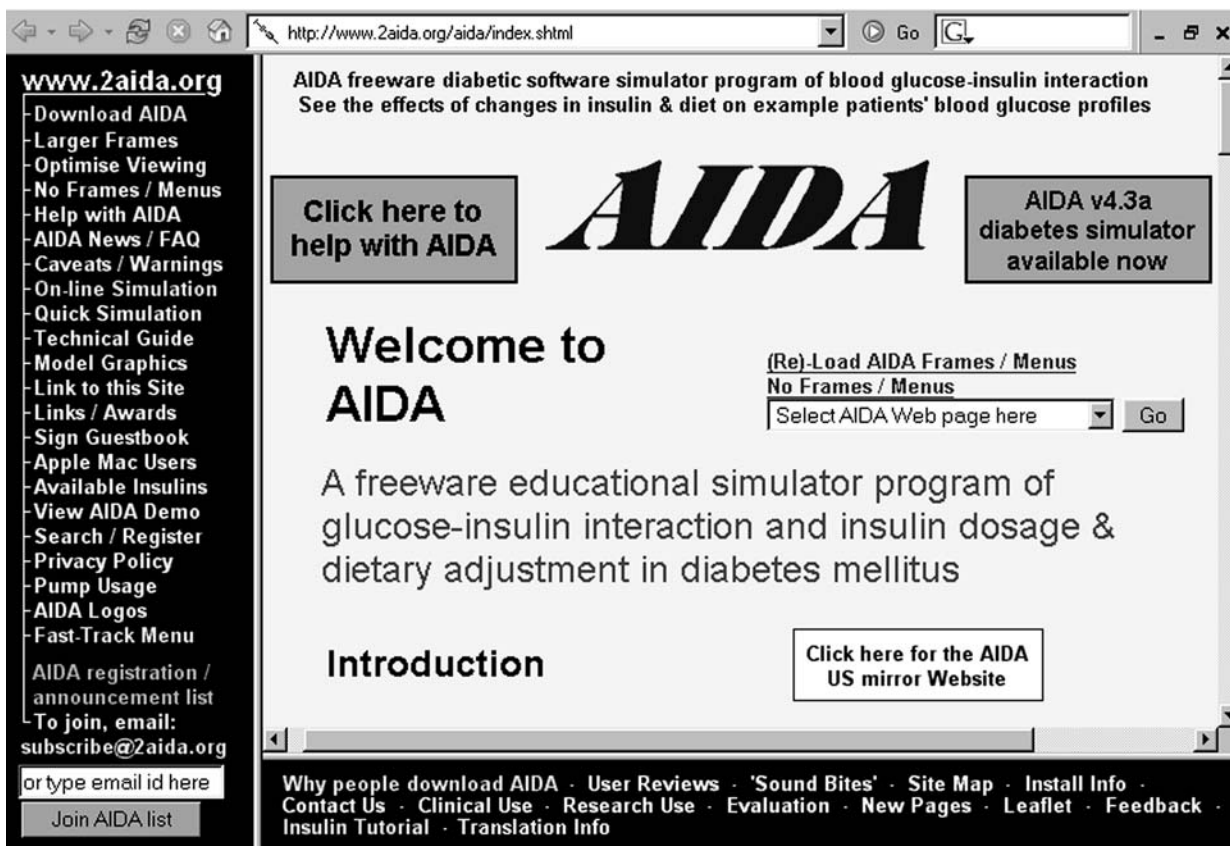 http://www.2aida.org/aida/index.shtml
Go
G
www.2aida.org
Download AIDA
Larger Frames
Optimise Viewing
No Frames / Menus
Help with AIDA
AIDA News / FAQ
Caveats / Warnings
On-line Simulation
Quick Simulation
Technical Guide
Model Graphics
Link to this Site
Links / Awards
Sign Guestbook
Apple Mac Users
Available Insulins
View AIDA Demo
Search / Register
Privacy Policy
Pump Usage
AIDA Logos
Fast-Track Menu
AIDA registration /
announcement list
To join, email:
subscribe@2aida.org
or type email id here
Join AIDA list
AIDA freeware diabetic software simulator program of blood glucose-insulin interaction
See the effects of changes in insulin & diet on example patients' blood glucose profiles
Click here to
help with AIDA
AIDA
AIDA v4.3a
diabetes simulator
available now
Welcome to
AIDA
(Re)-Load AIDA Frames / Menus
No Frames / Menus
Select AIDA Web page here
Go
A freeware educational simulator program of
glucose-insulin interaction and insulin dosage &
dietary adjustment in diabetes mellitus
Introduction
Click here for the AIDA
US mirror Website
Why people download AIDA · User Reviews · 'Sound Bites' · Site Map · Install Info ·
Contact Us · Clinical Use · Research Use · Evaluation · New Pages · Leaflet · Feedback ·
Insulin Tutorial · Translation Info